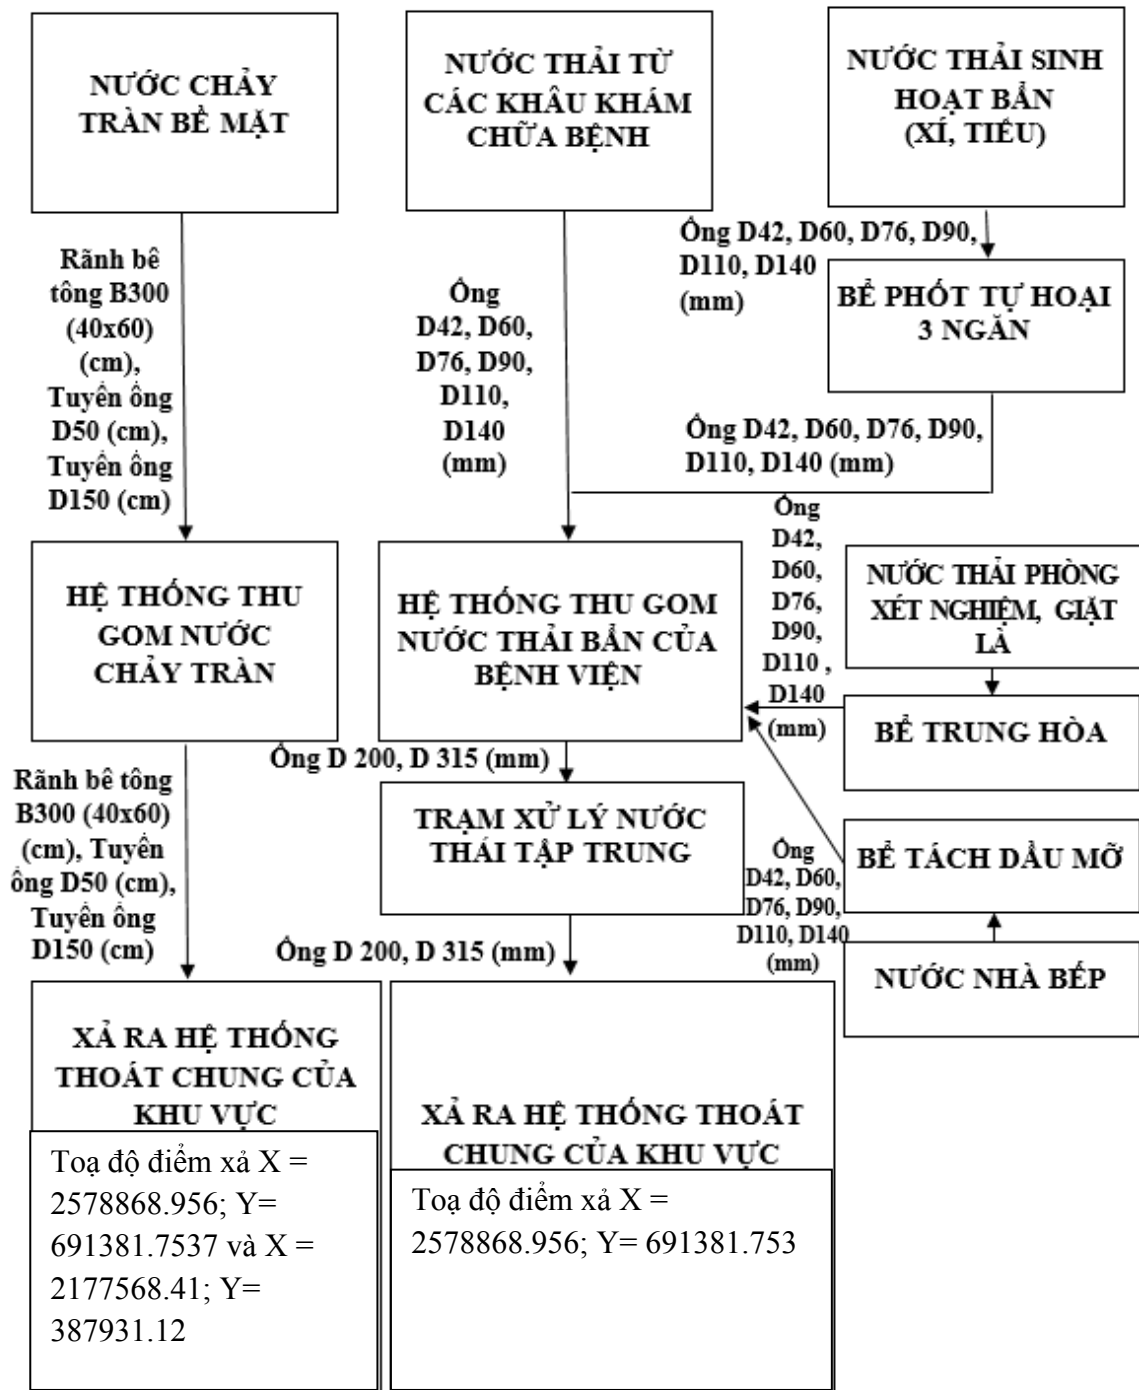 NƯỚC CHẢY
TRÀN BỀ MẶT
NƯỚC THẢI TỪ
CÁC KHÂU KHÁM
CHỮA BỆNH
NƯỚC THẢI SINH
HOẠT BẨN
(XÍ, TIỂU)
Rãnh bê
tông B300
(40x60)
(cm),
Tuyến ống
D50 (cm),
Tuyến ống
D150 (cm)
Ống
D42, D60,
D76, D90,
D110,
D140
(mm)
Ống D42, D60, D76, D90,
D110, D140
(mm)
BỂ PHỐT TỰ HOẠI
3 NGĂN
Ống D42, D60, D76, D90,
D110, D140 (mm)
HỆ THỐNG THU
GOM NƯỚC
CHẢY TRÀN
HỆ THỐNG THU GOM
NƯỚC THẢI BẨN CỦA
BỆNH VIỆN
Ống
D42,
D60,
D76,
D90,
D110 ,
D140
(mm)
NƯỚC THẢI PHÒNG
XÉT NGHIỆM, GIẶT
LÀ
BỂ TRUNG HÒA
Rãnh bê tông
B300 (40x60)
(cm), Tuyến
ống D50 (cm),
Tuyến ống
D150 (cm)
Ống D 200, D 315 (mm)
TRẠM XỬ LÝ NƯỚC
THÁI TẬP TRUNG
Ống
D42, D60,
D76, D90,
D110, D140
(mm)
BỂ TÁCH DẦU MỠ
NƯỚC NHÀ BẾP
Ống D 200, D 315 (mm)
XẢ RA HỆ THỐNG
THOÁT CHUNG CỦA
KHU VỰC
Toạ độ điểm xả X =
2578868.956; Y=
691381.7537 và X =
2177568.41; Y=
387931.12
XẢ RA HỆ THỐNG THOÁT
CHUNG CỦA KHU VỰC
Toạ độ điểm xả X =
2578868.956; Y= 691381.753